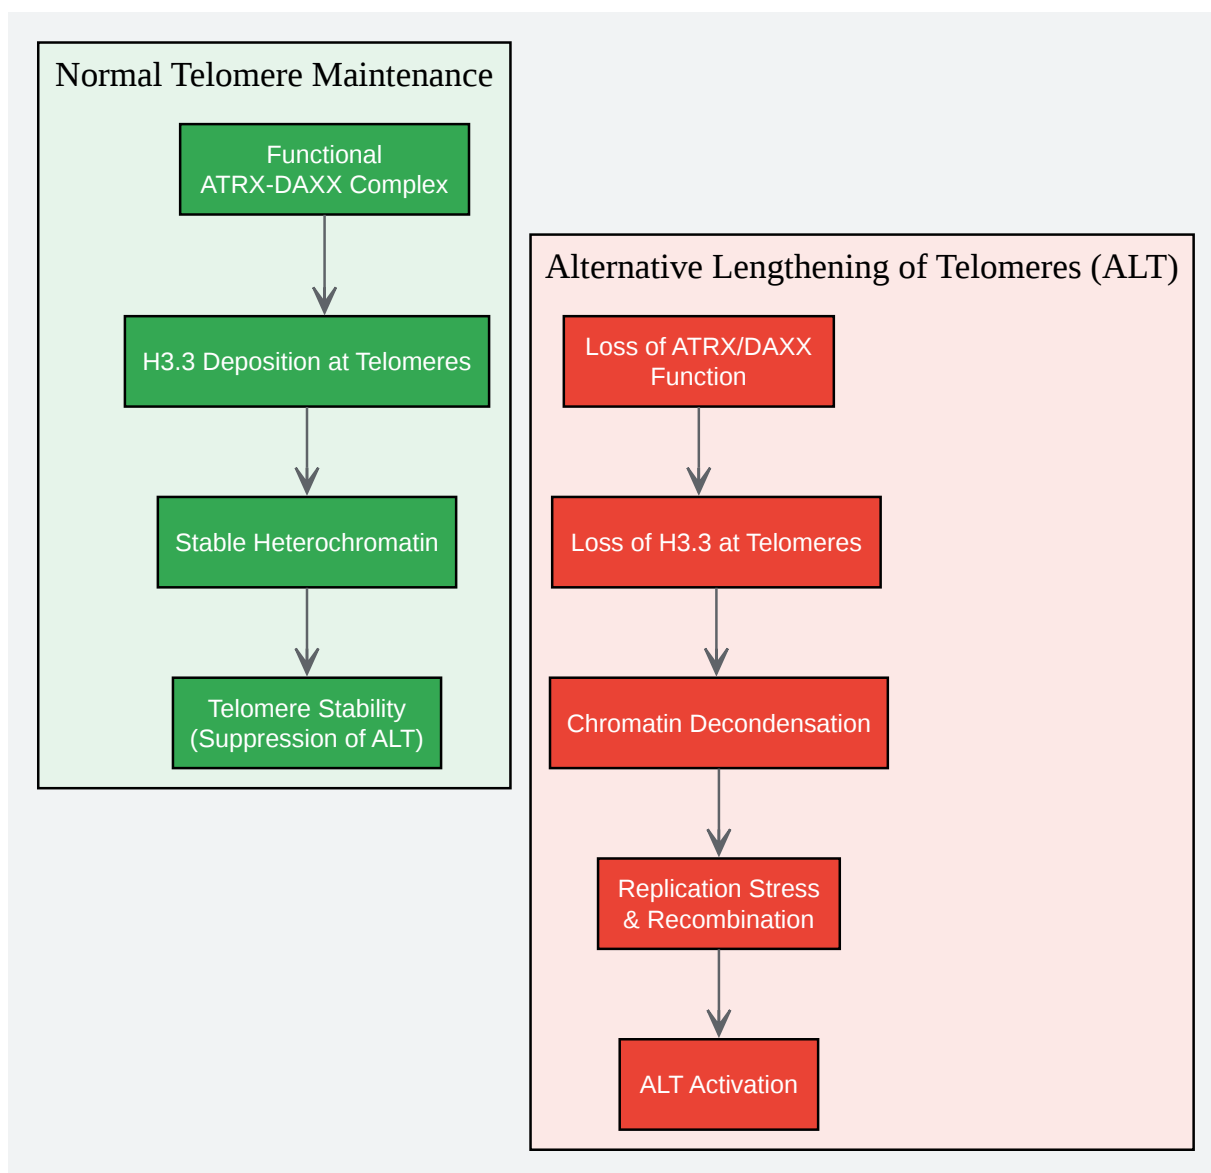 Normal Telomere Maintenance
Functional
ATRX-DAXX Complex
H3.3 Deposition at Telomeres
Stable Heterochromatin
Telomere Stability
(Suppression of ALT)
Alternative Lengthening of Telomeres (ALT)
Loss of ATRX/DAXX
Function
Loss of H3.3 at Telomeres
Chromatin Decondensation
Replication Stress
& Recombination
ALT Activation